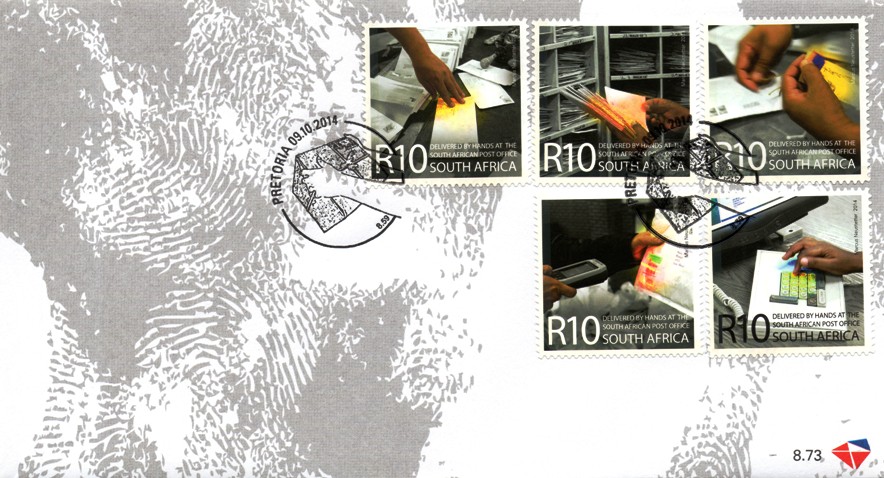 PRETORIA 09.10.2014
8.59
R10
DELIVERED BY HANDS AT THE
SOUTH AFRICAN POST OFFICE
SOUTH AFRICA
R10
DELIVERED BY HANDS AT THE
SOUTH AFRICAN POST OFFICE
SOUTH AFRICA
R10
DELIVERED BY HANDS AT THE
SOUTH AFRICAN POST OFFICE
SOUTH AFRICA
R10
DELIVERED BY HANDS AT THE
SOUTH AFRICAN POST OFFICE
SOUTH AFRICA
Marcus Neustetter 2014
R10
DELIVERED BY HANDS AT THE
SOUTH AFRICAN POST OFFICE
SOUTH AFRICA
8.73